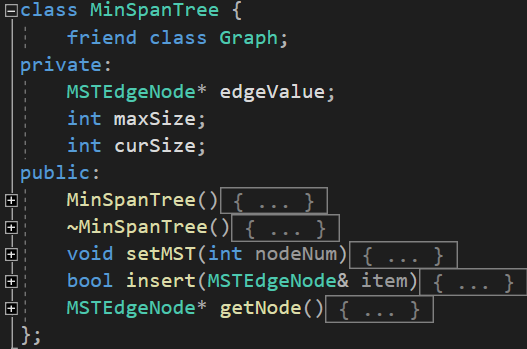 class MinSpanTree {
    friend class Graph;
private:
    MSTEdgeNode* edgeValue;
    int maxSize;
    int curSize;
public:
    MinSpanTree(){ ... }
    ~MinSpanTree(){ ... }
    void setMST(int nodeNum){ ... }
    bool insert(MSTEdgeNode& item){ ... }
    MSTEdgeNode* getNode(){ ... }
};